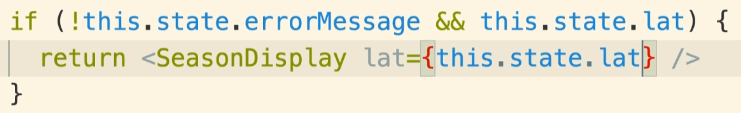 if (!this.state.errorMessage && this.state.lat) {
  return <SeasonDisplay lat={this.state.lat} />
}